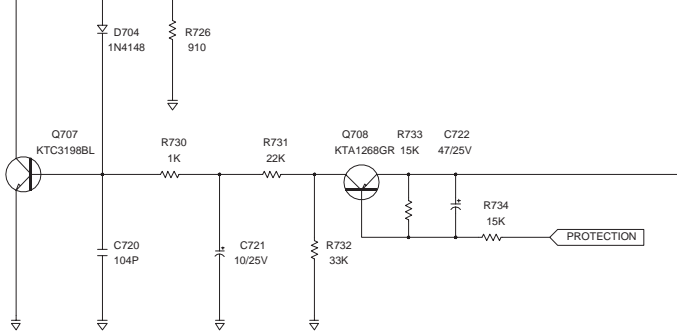 D704
1N4148
R726
910
Q707
KTC3198BL
R730
1K
R731
22K
Q708
KTA1268GR
R733
15K
C722
47/25V
R734
15K
PROTECTION
C720
104P
C721
10/25V
R732
33K